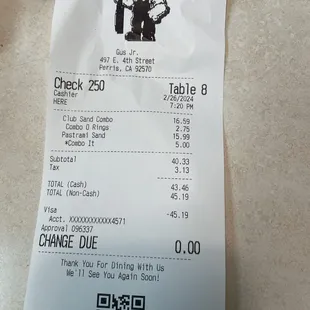 Gus Jr.
497 E. 4th Street
Perris, CA 92570
Check 250 Table 8
Cashier 2/26/2024
HERE 7:20 PM
Club Sand Combo 16.59
Combo O Rings 2.75
Pastrami Sand 15.99
*Combo It 5.00
Subtotal 40.33
Tax 3.13
TOTAL (Cash) 43.46
TOTAL (Non-Cash) 45.19
Visa -45.19
Acct. XXXXXXXXXXXX4571
Approval 096337
CHANGE DUE 0.00
Thank You For Dining With Us
We'll See You Again Soon!